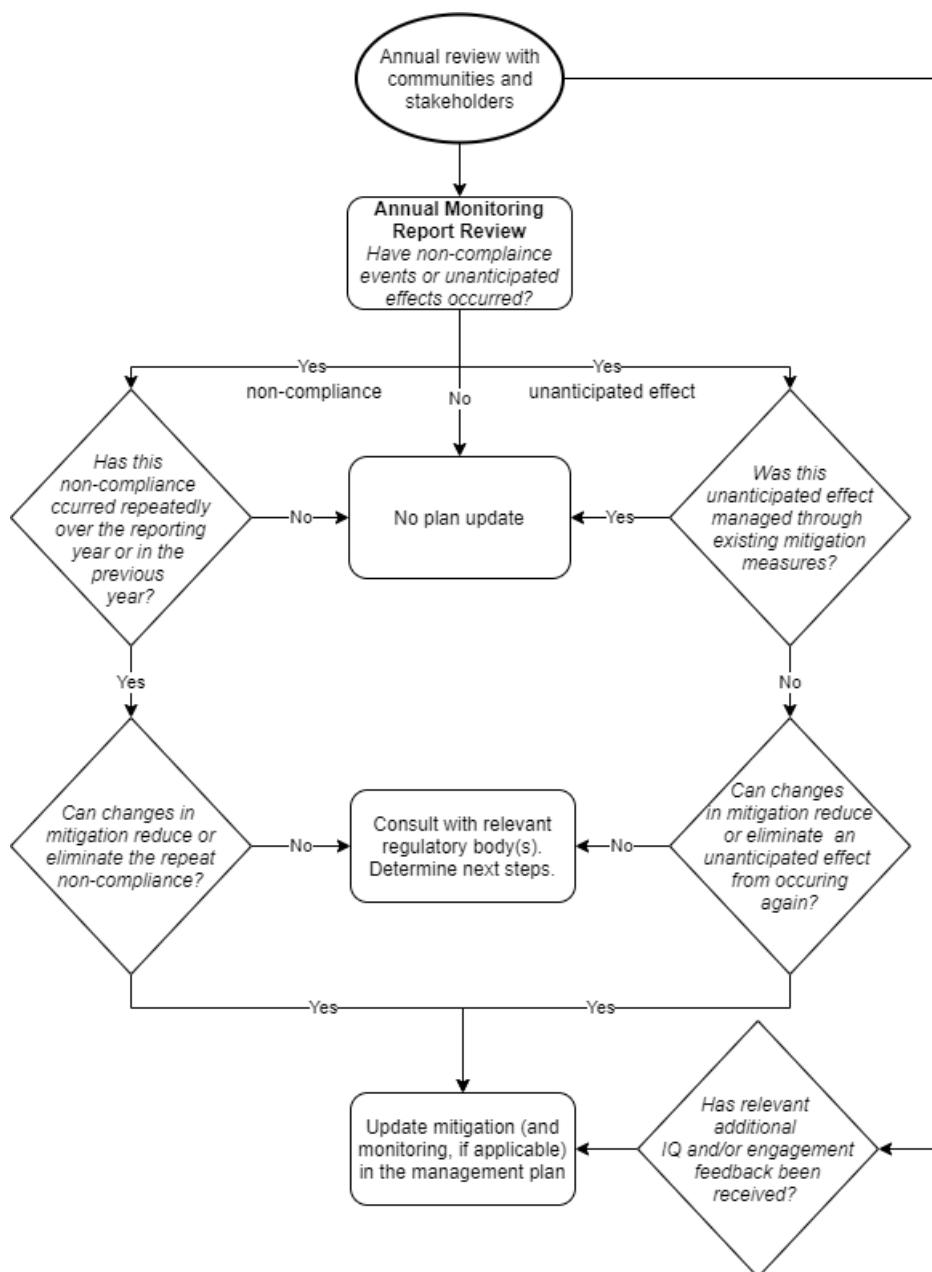 Annual review with
communities and
stakeholders
Annual Monitoring
Report Review
Have non-complaince
events or unanticipated
effects occurred?
Yes
non-compliance
No
Yes
unanticipated effect
Has this
non-compliance
ccurred repeatedly
over the reporting
year or in the
previous
year?
No
No plan update
Yes
Was this
unanticipated effect
managed through
existing mitigation
measures?
Yes
No
Can changes in
mitigation reduce or
eliminate the repeat
non-compliance?
No
Consult with relevant
regulatory body(s).
Determine next steps.
No
Can changes
in mitigation reduce
or eliminate an
unanticipated effect
from occuring
again?
Yes
Yes
Update mitigation (and
monitoring, if applicable)
in the management plan
Has relevant
additional
IQ and/or engagement
feedback been
received?